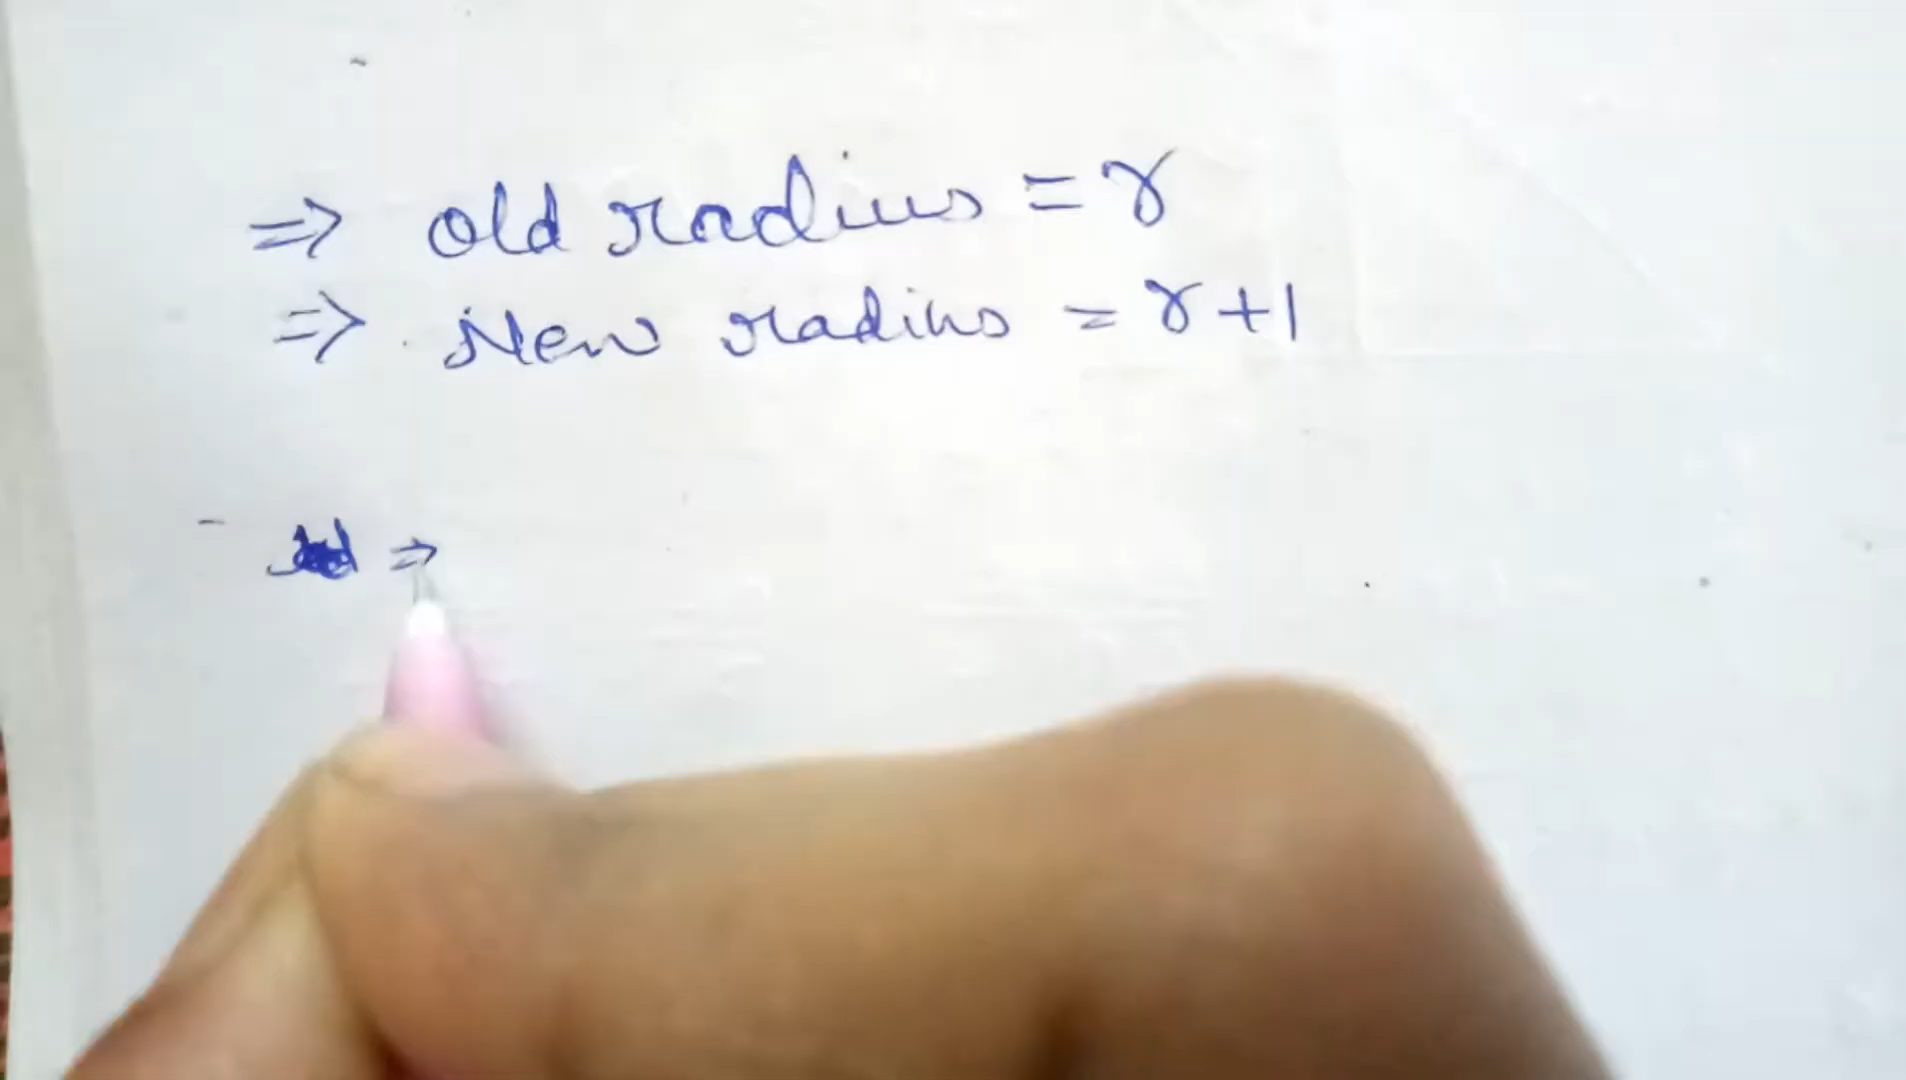 ⇒ old radius = r
⇒ New radius = r+1
⇒